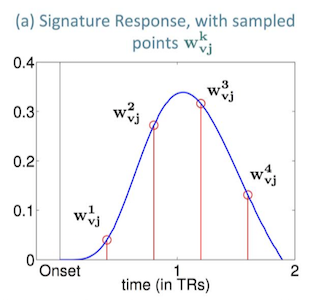 (a) Signature Response, with sampled
points w^k_vj
0.4
0.3
0.2
0.1
0
w^1_vj
w^2_vj
w^3_vj
w^4_vj
Onset 1 2
time (in TRs)